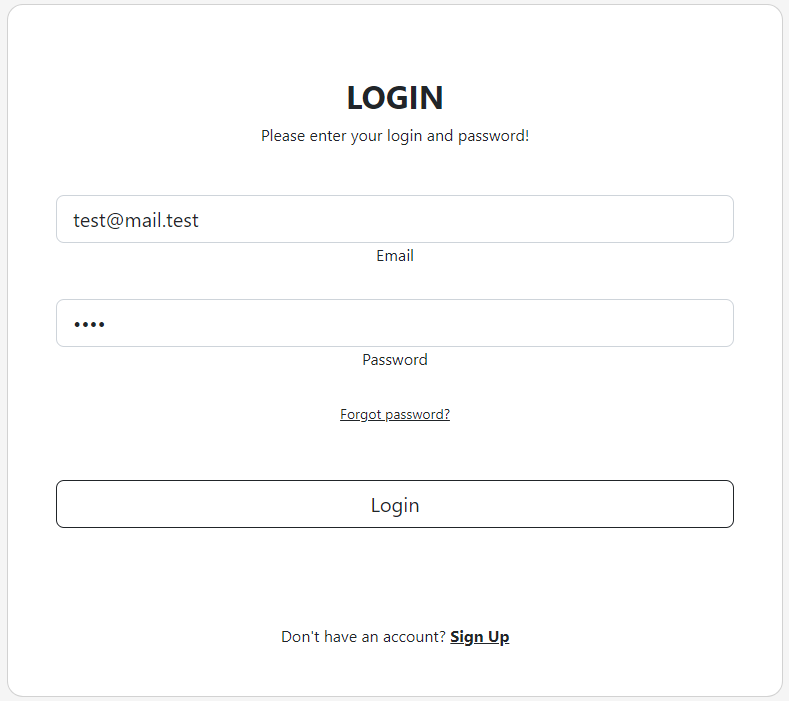 LOGIN
Please enter your login and password!
test@mail.test
Email
••••
Password
Forgot password?
Login
Don't have an account? Sign Up